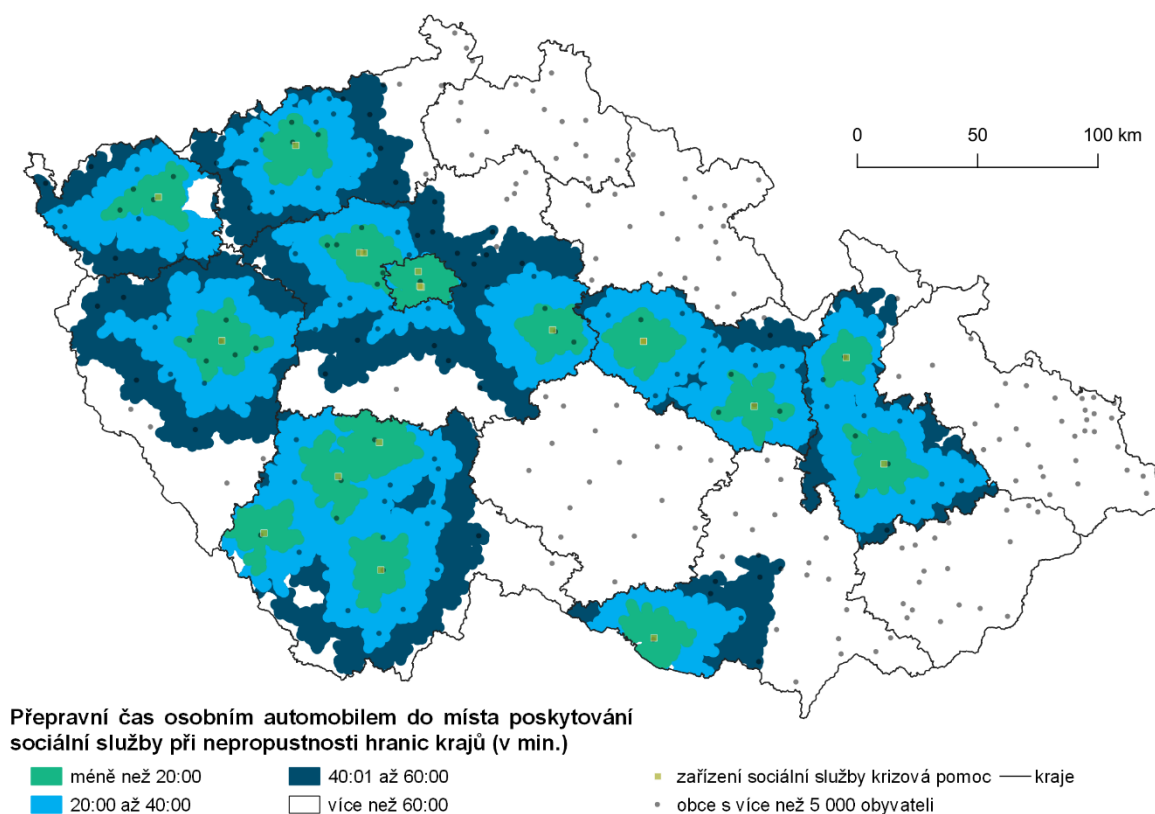 0 50 100 km
Přepravní čas osobním automobilem do místa poskytování
sociální služby při nepropustnosti hranic krajů (v min.)
méně než 20:00
20:00 až 40:00
40:01 až 60:00
více než 60:00
zařízení sociální služby krizová pomoc
obce s více než 5 000 obyvateli
kraje